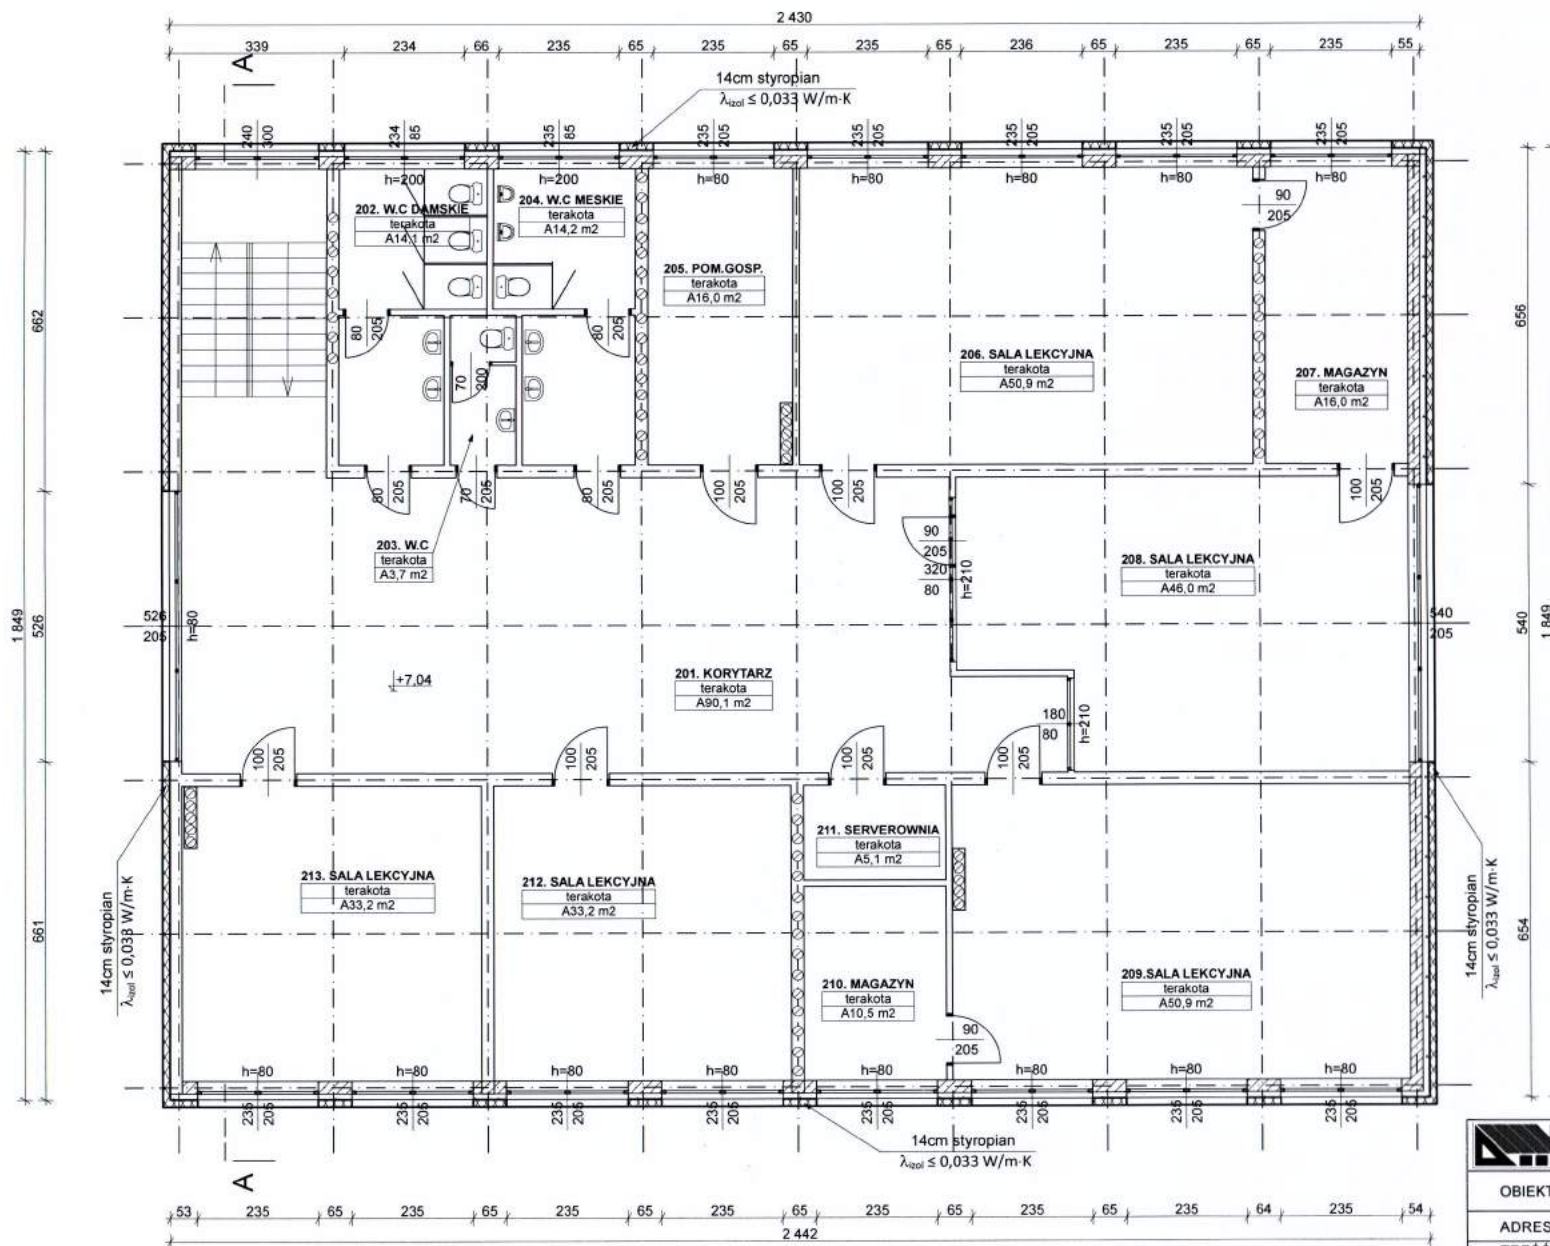 2 430
339 234 66 235 65 235 65 235 65 236 65 235 65 235 55
A
14cm styropian
λizol ≤ 0,033 W/m·K
240 300
234 85
235 85
235 205
235 205
235 205
235 205
235 205
h=200
h=200
h=80
h=80
h=80
h=80
h=80
202. W.C DAMSKIE
terakota
A14,1 m2
204. W.C MESKIE
terakota
A14,2 m2
90
205
205. POM.GOSP.
terakota
A16,0 m2
662
656
80 205
80 205
70 200
206. SALA LEKCYJNA
terakota
A50,9 m2
207. MAGAZYN
terakota
A16,0 m2
80 205
70 205
80 205
100 205
100 205
100 205
90
205
320
80
h=210
203. W.C
terakota
A3,7 m2
208. SALA LEKCYJNA
terakota
A46,0 m2
1 849
526
526
205
h=80
540
205
540
1 849
+7,04
201. KORYTARZ
terakota
A90,1 m2
180
80
h=210
100 205
100 205
100 205
100 205
211. SERWEROWNIA
terakota
A5,1 m2
213. SALA LEKCYJNA
terakota
A33,2 m2
212. SALA LEKCYJNA
terakota
A33,2 m2
14cm styropian
λizol ≤ 0,033 W/m·K
14cm styropian
λizol ≤ 0,033 W/m·K
661
654
210. MAGAZYN
terakota
A10,5 m2
209.SALA LEKCYJNA
terakota
A50,9 m2
90
205
h=80
h=80
h=80
h=80
h=80
h=80
h=80
h=80
235 205
235 205
235 205
235 205
235 205
235 205
235 205
235 205
14cm styropian
λizol ≤ 0,033 W/m·K
A
OBIEKT
ADRES
53 235 65 235 65 235 65 235 65 235 65 235 65 235 64 235 54
2 442